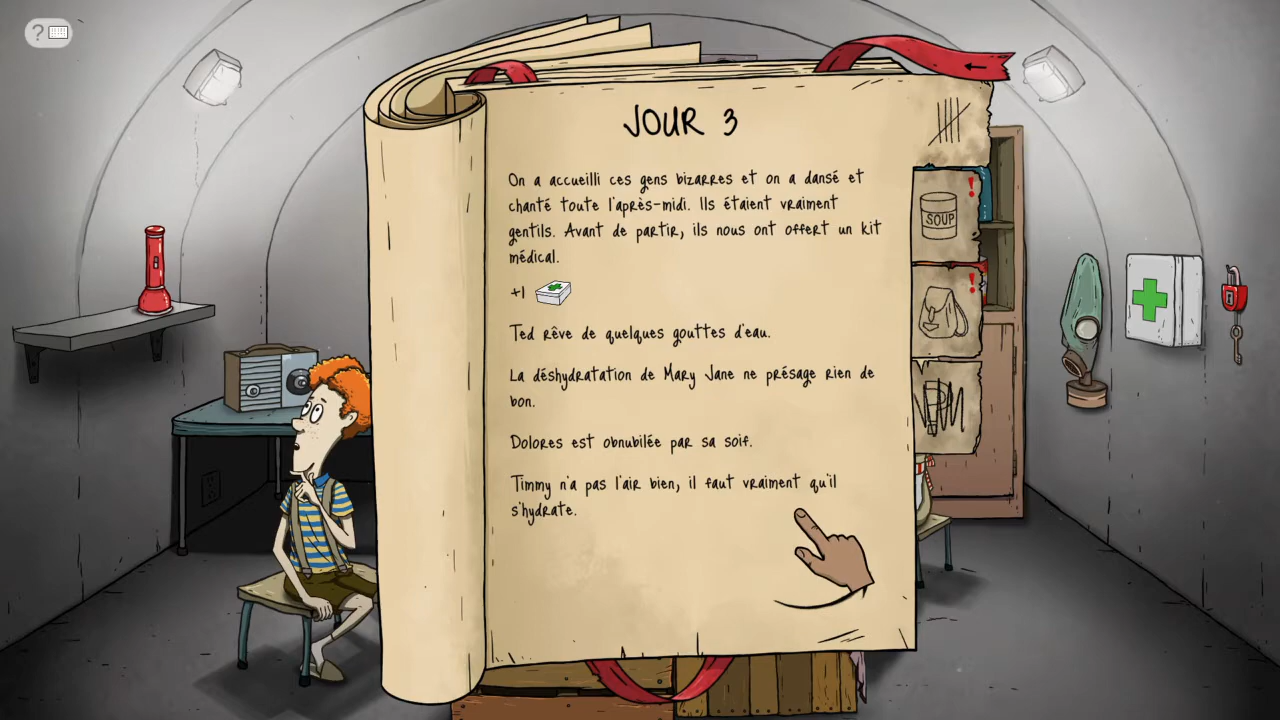 ?
JOUR 3
On a accueilli ces gens bizarres et on a dansé et
chanté toute l'après-midi. Ils étaient vraiment
gentils. Avant de partir, ils nous ont offert un kit
médical.
+1
Ted rêve de quelques gouttes d'eau.
La déshydratation de Mary Jane ne présage rien de
bon.
Dolores est obnubilée par sa soif.
Timmy n'a pas l'air bien, il faut vraiment qu'il
s'hydrate.
!
SOUP
!